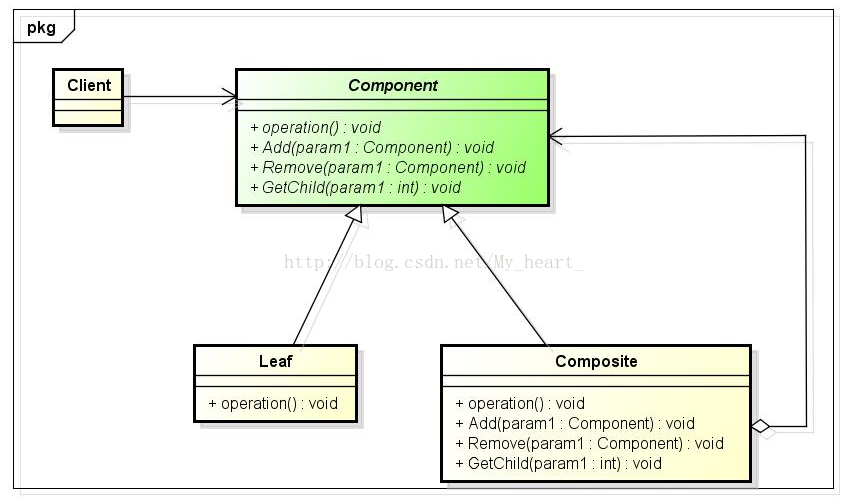 pkg
Client
Component
+ operation() : void
+ Add(param1 : Component) : void
+ Remove(param1 : Component) : void
+ GetChild(param1 : int) : void
http://blog.csdn.net/My_heart_
Leaf
+ operation() : void
Composite
+ operation() : void
+ Add(param1 : Component) : void
+ Remove(param1 : Component) : void
+ GetChild(param1 : int) : void